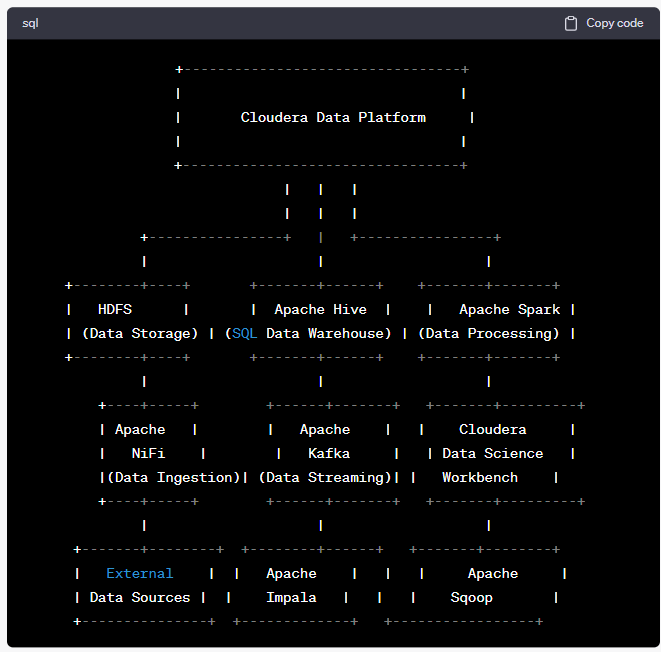 sql Copy code
+---------------------------------+
| |
| Cloudera Data Platform |
| |
+---------------------------------+
| | |
| | |
+----------------+ | +----------------+
| | |
+--------+----+ +-------+------+ +-------+-------+
| HDFS | | Apache Hive | | Apache Spark |
| (Data Storage) | (SQL Data Warehouse) | (Data Processing) |
+--------+----+ +-------+------+ +-------+-------+
| | |
+----+-----+ +------+-------+ +------+---------+
| Apache | | Apache | | Cloudera |
| NiFi | | Kafka | | Data Science |
|(Data Ingestion)| (Data Streaming)| | Workbench |
+----+-----+ +------+-------+ +------+---------+
| | |
+-------+--------+ +--------+------+ +-------+--------+
| External | | Apache | | | Apache |
| Data Sources | | Impala | | | Sqoop |
+---------------+ +-------------+ +-----------------+